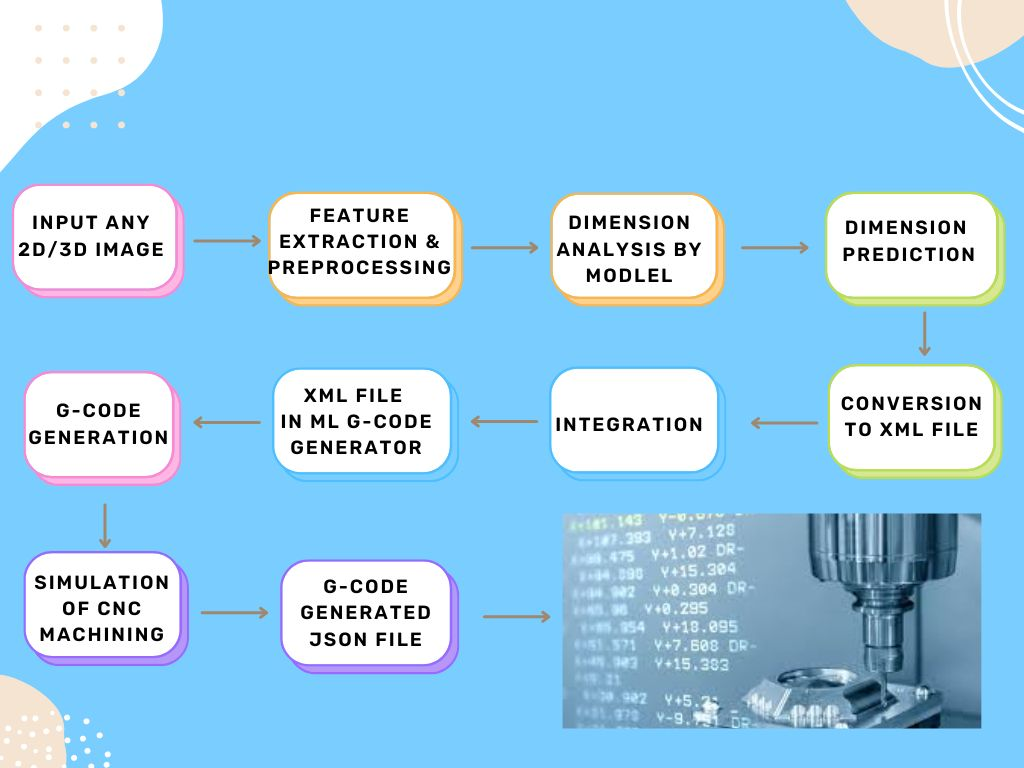 INPUT ANY
2D/3D IMAGE
FEATURE
EXTRACTION &
PREPROCESSING
DIMENSION
ANALYSIS BY
MODLEL
DIMENSION
PREDICTION
CONVERSION
TO XML FILE
INTEGRATION
XML FILE
IN ML G-CODE
GENERATOR
G-CODE
GENERATION
SIMULATION
OF CNC
MACHINING
G-CODE
GENERATED
JSON FILE
Y+7.128
Y+1.02 DR-
Y+15.304
Y+0.304 DR-
Y+0.295
Y+18.095
Y+7.608 DR-
Y+15.383